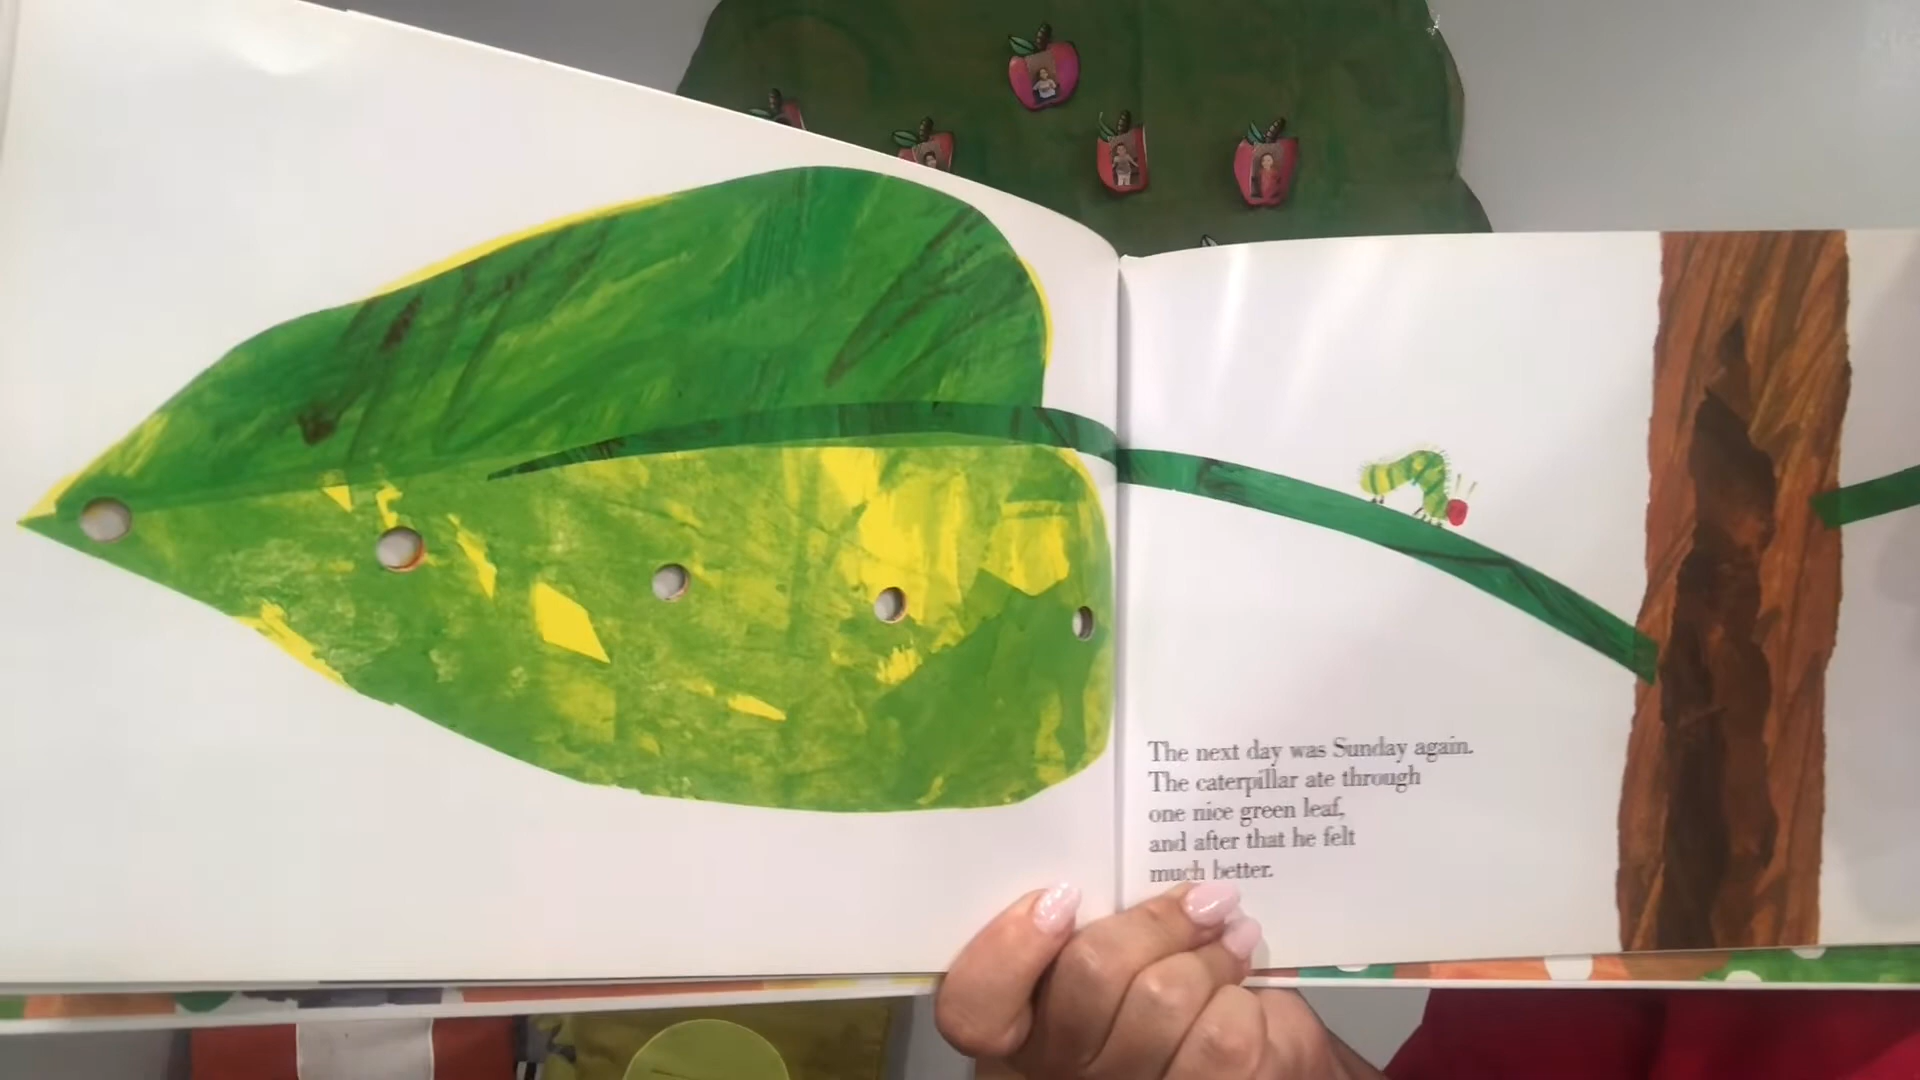 The next day was Sunday again.
The caterpillar ate through
one nice green leaf,
and after that he felt
much better.